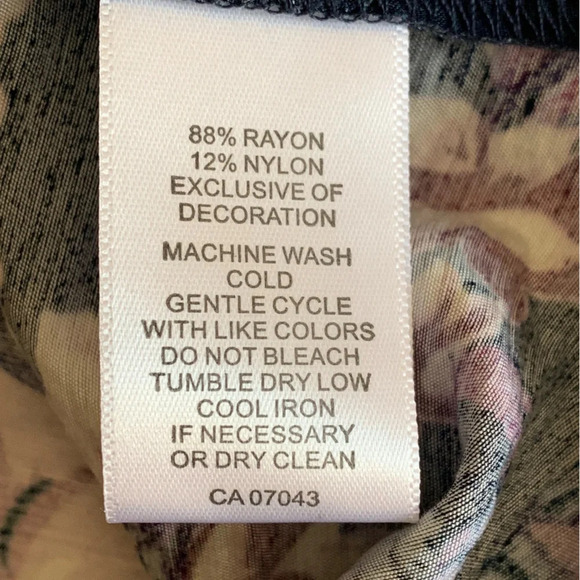 88% RAYON
12% NYLON
EXCLUSIVE OF
DECORATION
MACHINE WASH
COLD
GENTLE CYCLE
WITH LIKE COLORS
DO NOT BLEACH
TUMBLE DRY LOW
COOL IRON
IF NECESSARY
OR DRY CLEAN
CA 07043